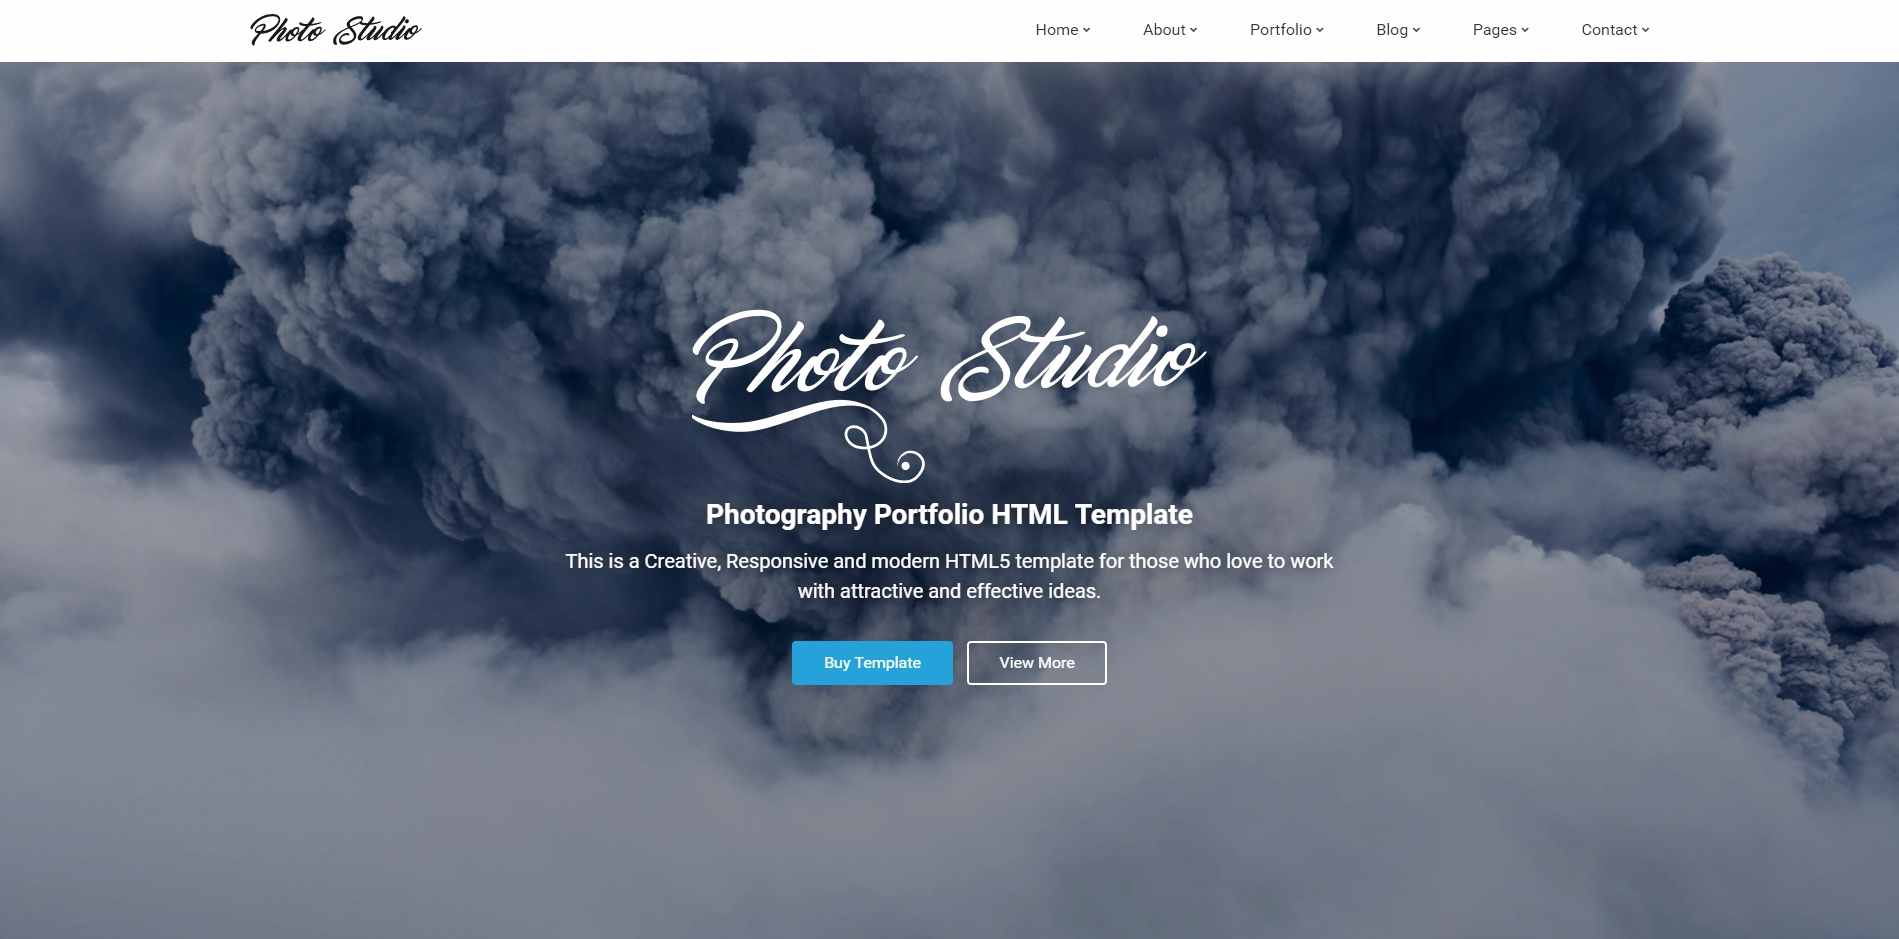 Photo Studio
Home
About
Portfolio
Blog
Pages
Contact
Photo Studio
Photography Portfolio HTML Template
This is a Creative, Responsive and modern HTML5 template for those who love to work
with attractive and effective ideas.
Buy Template
View More